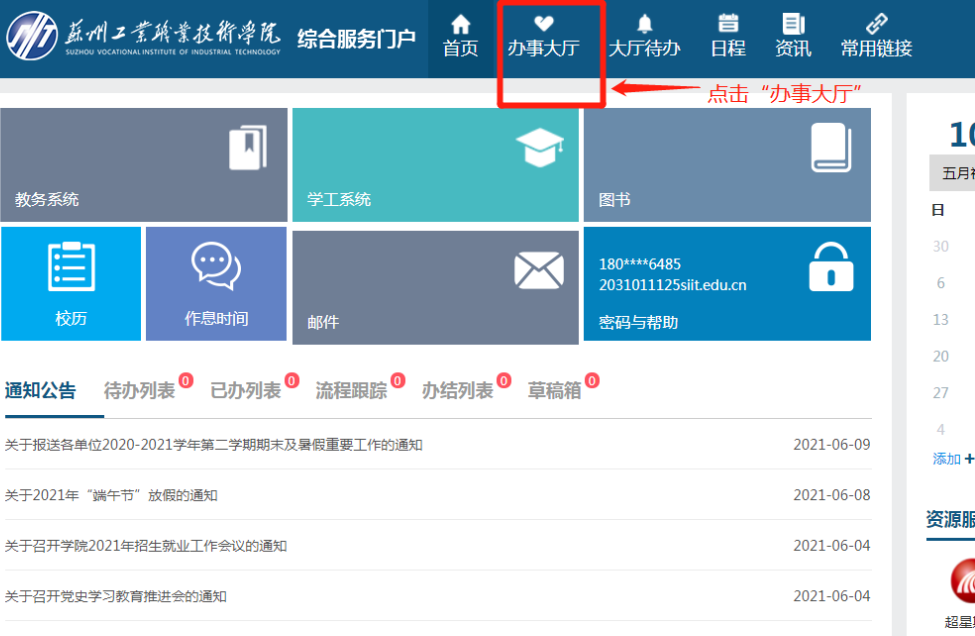 苏州工业职业技术学院
SUZHOU VOCATIONAL INSTITUTE OF INDUSTRIAL TECHNOLOGY
综合服务门户
首页
办事大厅
大厅待办
日程
资讯
常用链接
点击“办事大厅”
教务系统
学工系统
图书
校历
作息时间
邮件
180****6485
2031011125siit.edu.cn
密码与帮助
通知公告 待办列表 0 已办列表 0 流程跟踪 0 办结列表 0 草稿箱 0
关于报送各单位2020-2021学年第二学期期末及暑假重要工作的通知 2021-06-09
关于2021年“端午节”放假的通知 2021-06-08
关于召开学院2021年招生就业工作会议的通知 2021-06-04
关于召开党史学习教育推进会的通知 2021-06-04
10
五月
日
30
6
13
20
27
4
添加+
资源服
超星